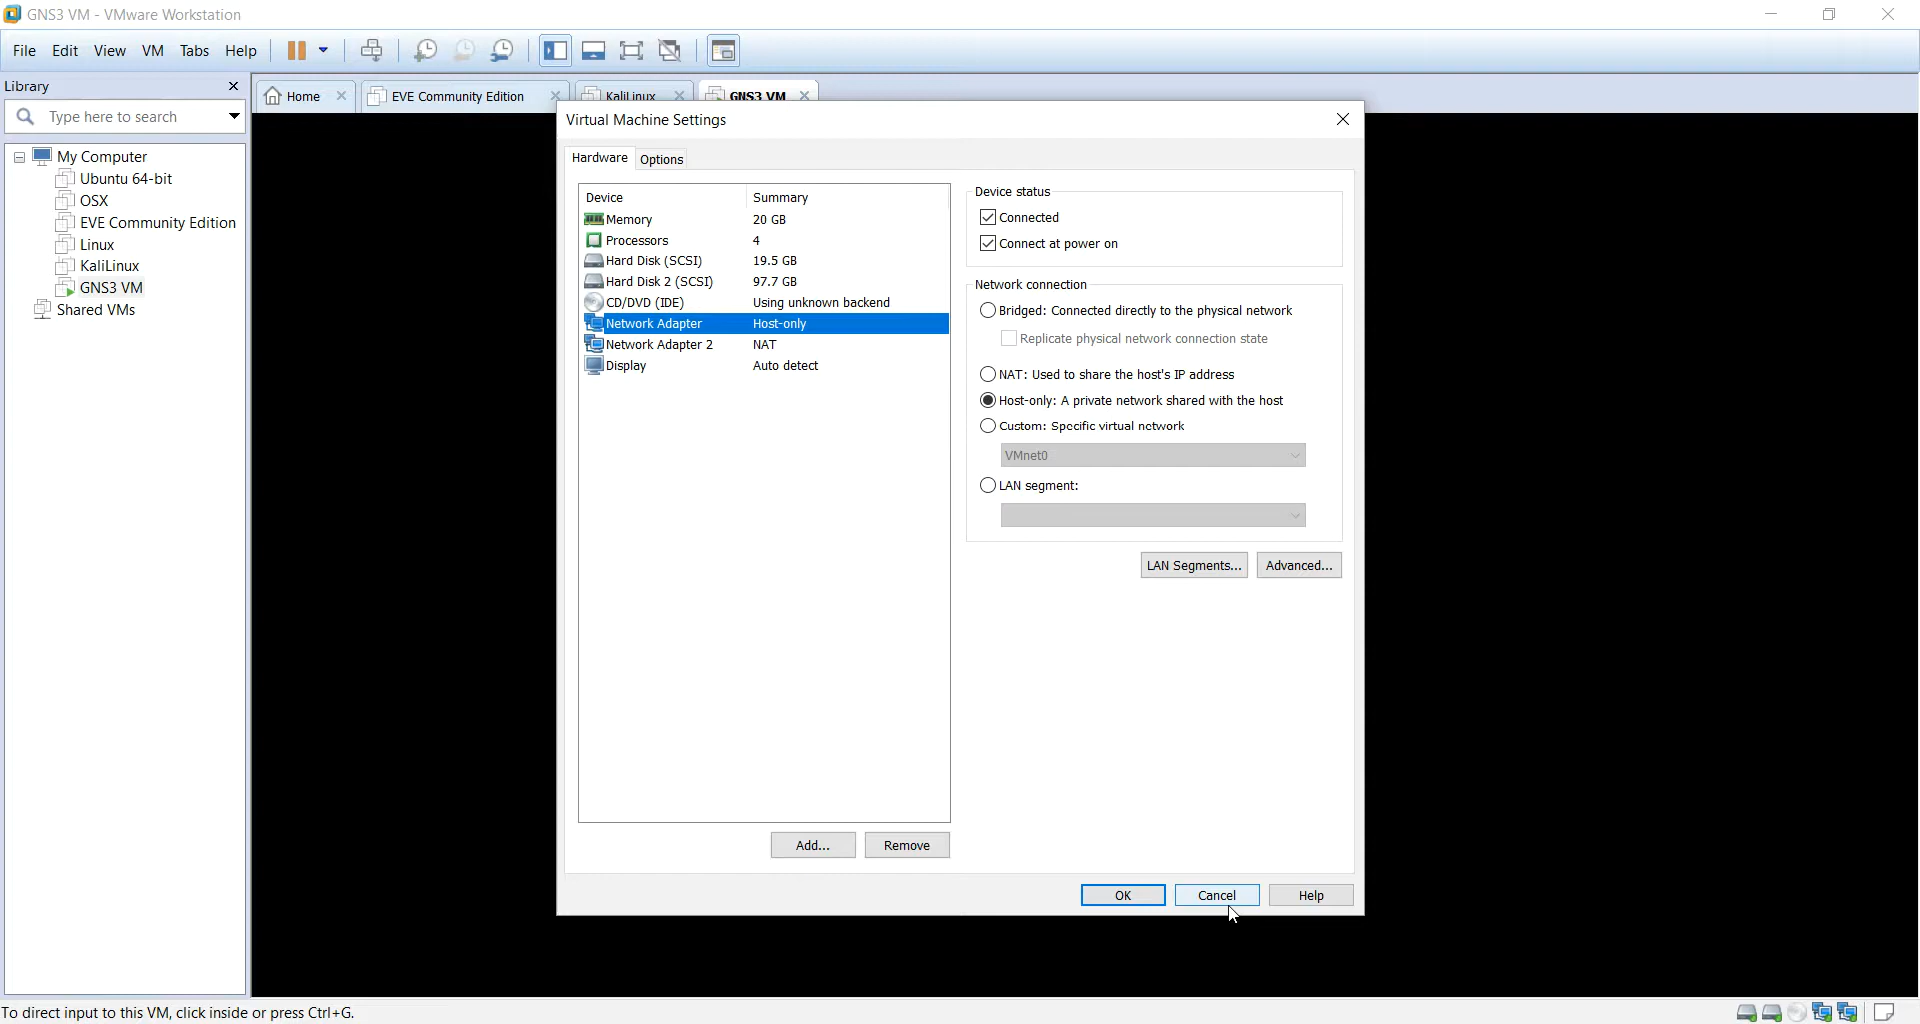 GNS3 VM - VMware Workstation
File Edit View VM Tabs Help
Library
Type here to search
My Computer
Ubuntu 64-bit
OSX
EVE Community Edition
Linux
KaliLinux
GNS3 VM
Shared VMs
Home EVE Community Edition KaliLinux GNS3 VM
Virtual Machine Settings
Hardware Options
Device Summary
Memory 20 GB
Processors 4
Hard Disk (SCSI) 19.5 GB
Hard Disk 2 (SCSI) 97.7 GB
CD/DVD (IDE) Using unknown backend
Network Adapter Host-only
Network Adapter 2 NAT
Display Auto detect
Add... Remove
Device status
Connected
Connect at power on
Network connection
Bridged: Connected directly to the physical network
Replicate physical network connection state
NAT: Used to share the host's IP address
Host-only: A private network shared with the host
Custom: Specific virtual network
VMnet0
LAN segment:
LAN Segments... Advanced...
OK Cancel Help
To direct input to this VM, click inside or press Ctrl+G.